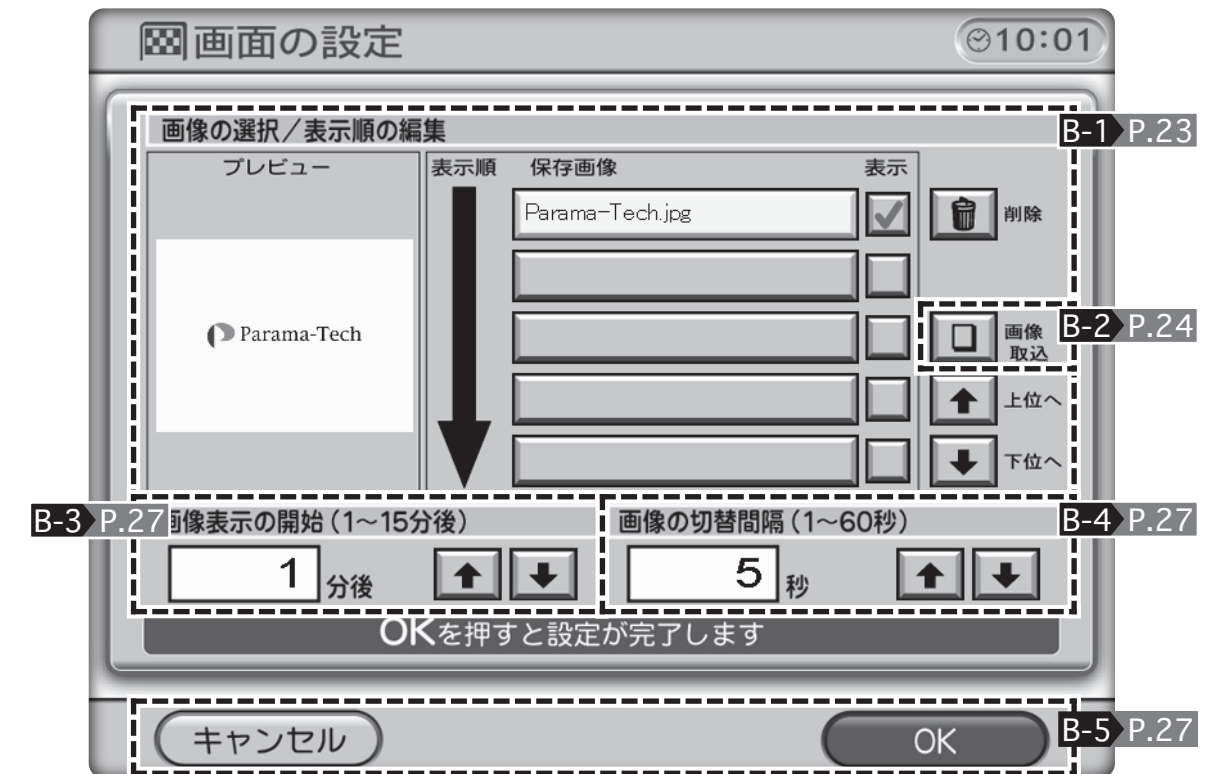 画面の設定
10:01
画像の選択／表示順の編集
B-1 P.23
プレビュー
表示順 保存画像 表示
Parama-Tech.jpg
削除
Parama-Tech
画像
取込
B-2 P.24
上位へ
下位へ
B-3 P.27
画像表示の開始（1～15分後）
画像の切替間隔（1～60秒）
B-4 P.27
1 分後
5 秒
OKを押すと設定が完了します
キャンセル
OK
B-5 P.27